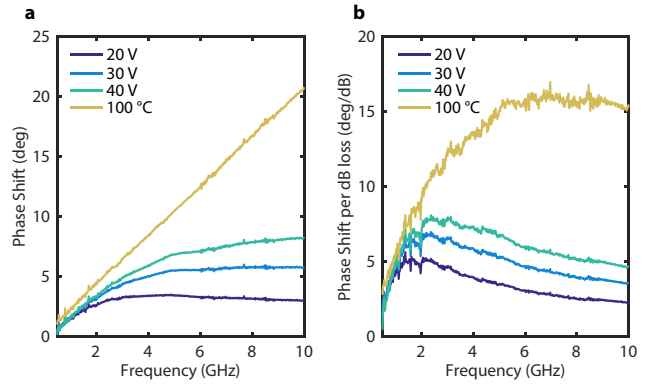 a
25
20
15
10
5
0
Phase Shift (deg)
20 V
30 V
40 V
100 °C
2
4
6
8
10
Frequency (GHz)
b
20
15
10
5
0
Phase Shift per dB loss (deg/dB)
20 V
30 V
40 V
100 °C
2
4
6
8
10
Frequency (GHz)